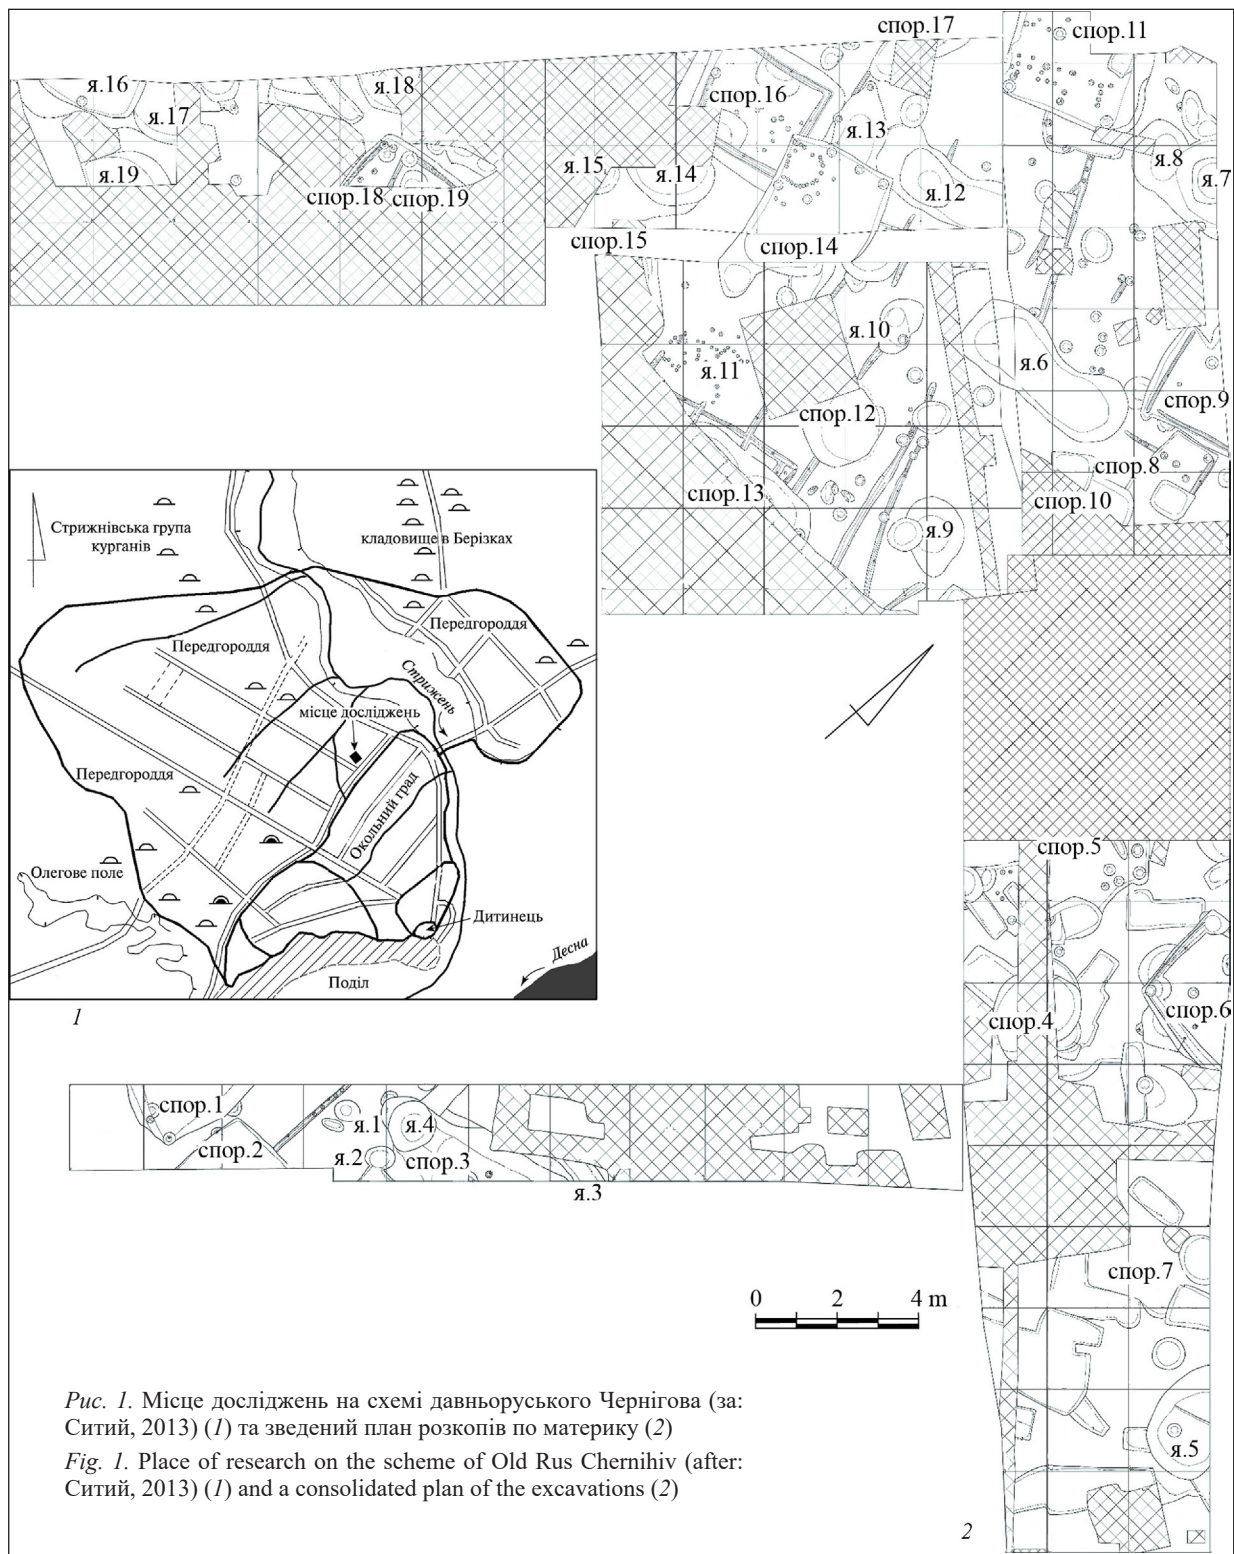 спор.17
спор.11
я.16
я.18
спор.16
я.17
я.13
я.19
я.15
я.14
я.8
я.7
я.12
спор.18
спор.19
спор.15
спор.14
я.10
я.6
я.11
спор.12
спор.9
спор.8
спор.13
спор.10
я.9
Стрижнівська група
курганів
кладовище в Берізках
Передгороддя
Передгороддя
Стрижень
місце досліджень
Передгороддя
Окольний град
Олегове поле
Дитинець
Десна
Поділ
1
спор.5
спор.4
спор.6
спор.1
я.1
я.4
спор.2
я.2
спор.3
я.3
спор.7
0 2 4 m
я.5
Рис. 1. Місце досліджень на схемі давньоруського Чернігова (за:
Ситий, 2013) (1) та зведений план розкопів по материку (2)
Fig. 1. Place of research on the scheme of Old Rus Chernihiv (after:
Ситий, 2013) (1) and a consolidated plan of the excavations (2)
2